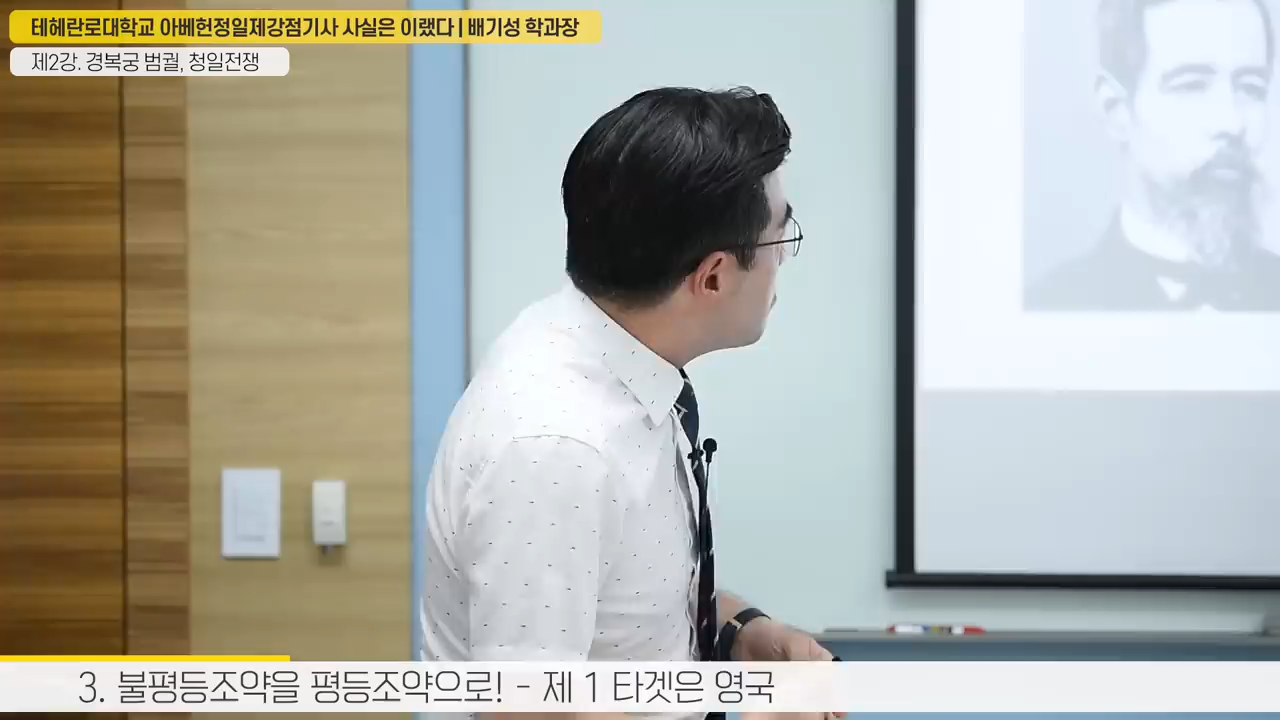 테헤란로대학교 아베헌정일제강점기사 사실은 이랬다 | 배기성 학과장
제2강. 경복궁 범궐, 청일전쟁
3. 불평등조약을 평등조약으로! - 제 1 타겟은 영국